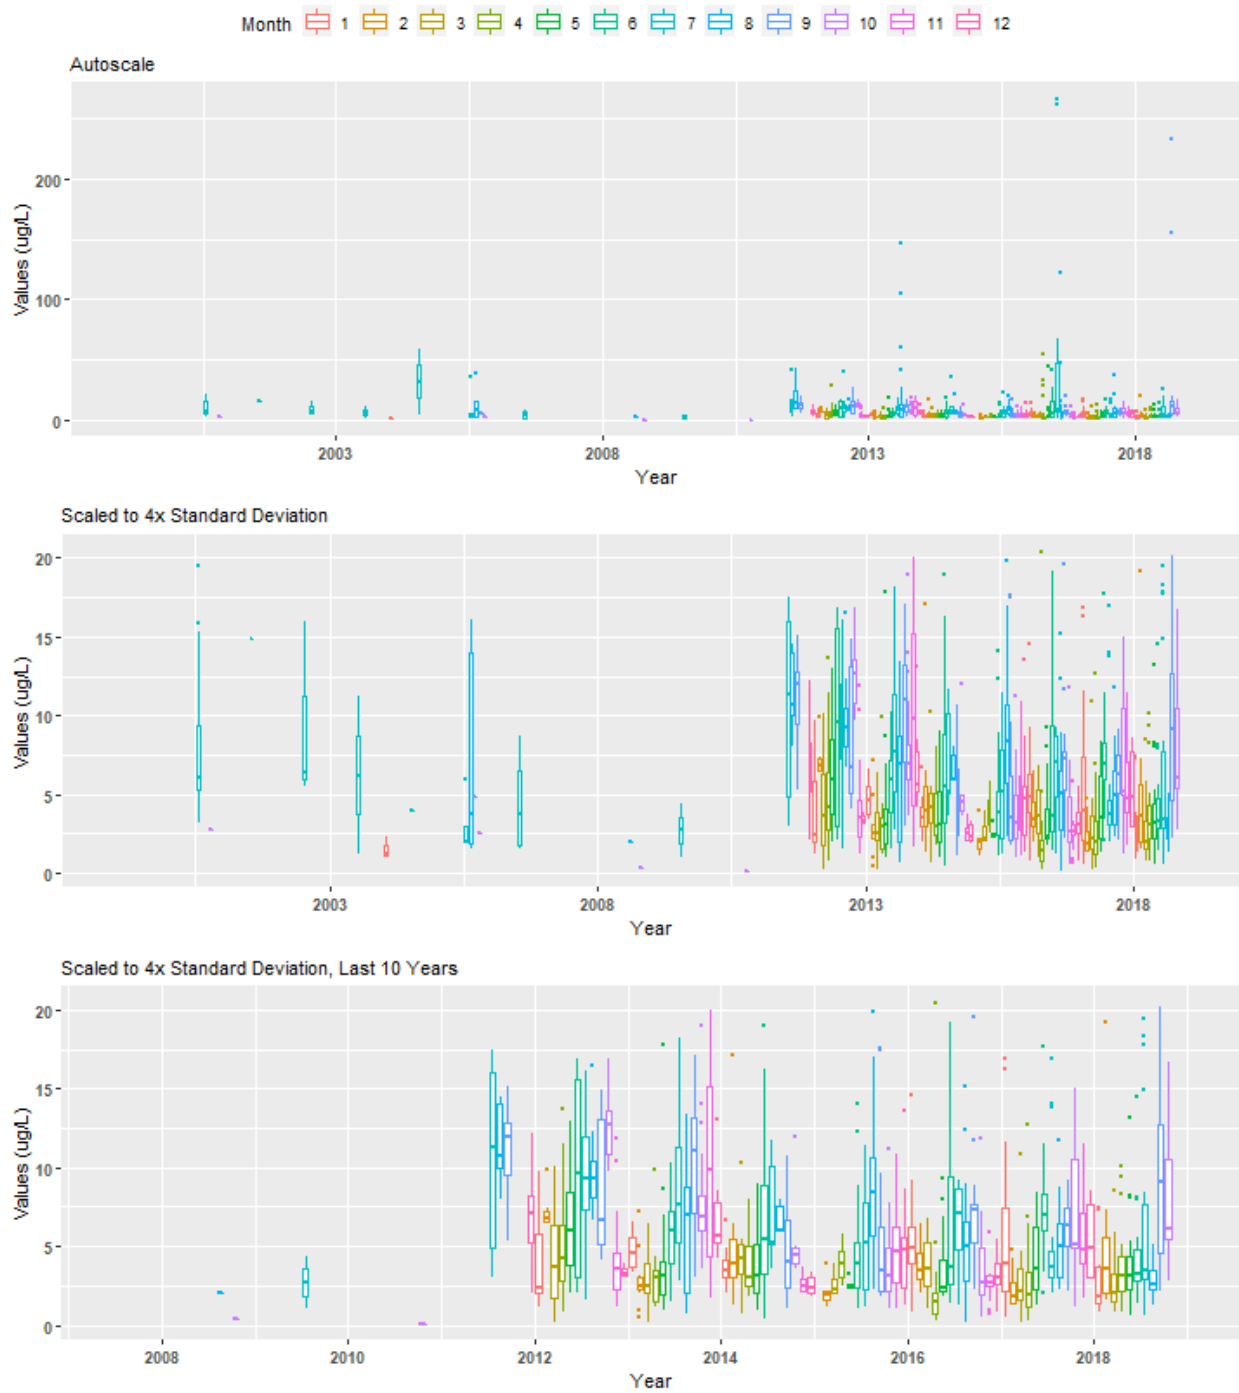 Month 1 2 3 4 5 6 7 8 9 10 11 12
Autoscale
Values (ug/L)
200
100
0
2003 2008 2013 2018
Year
Scaled to 4x Standard Deviation
Values (ug/L)
20
15
10
5
0
2003 2008 2013 2018
Year
Scaled to 4x Standard Deviation, Last 10 Years
Values (ug/L)
20
15
10
5
0
2008 2010 2012 2014 2016 2018
Year